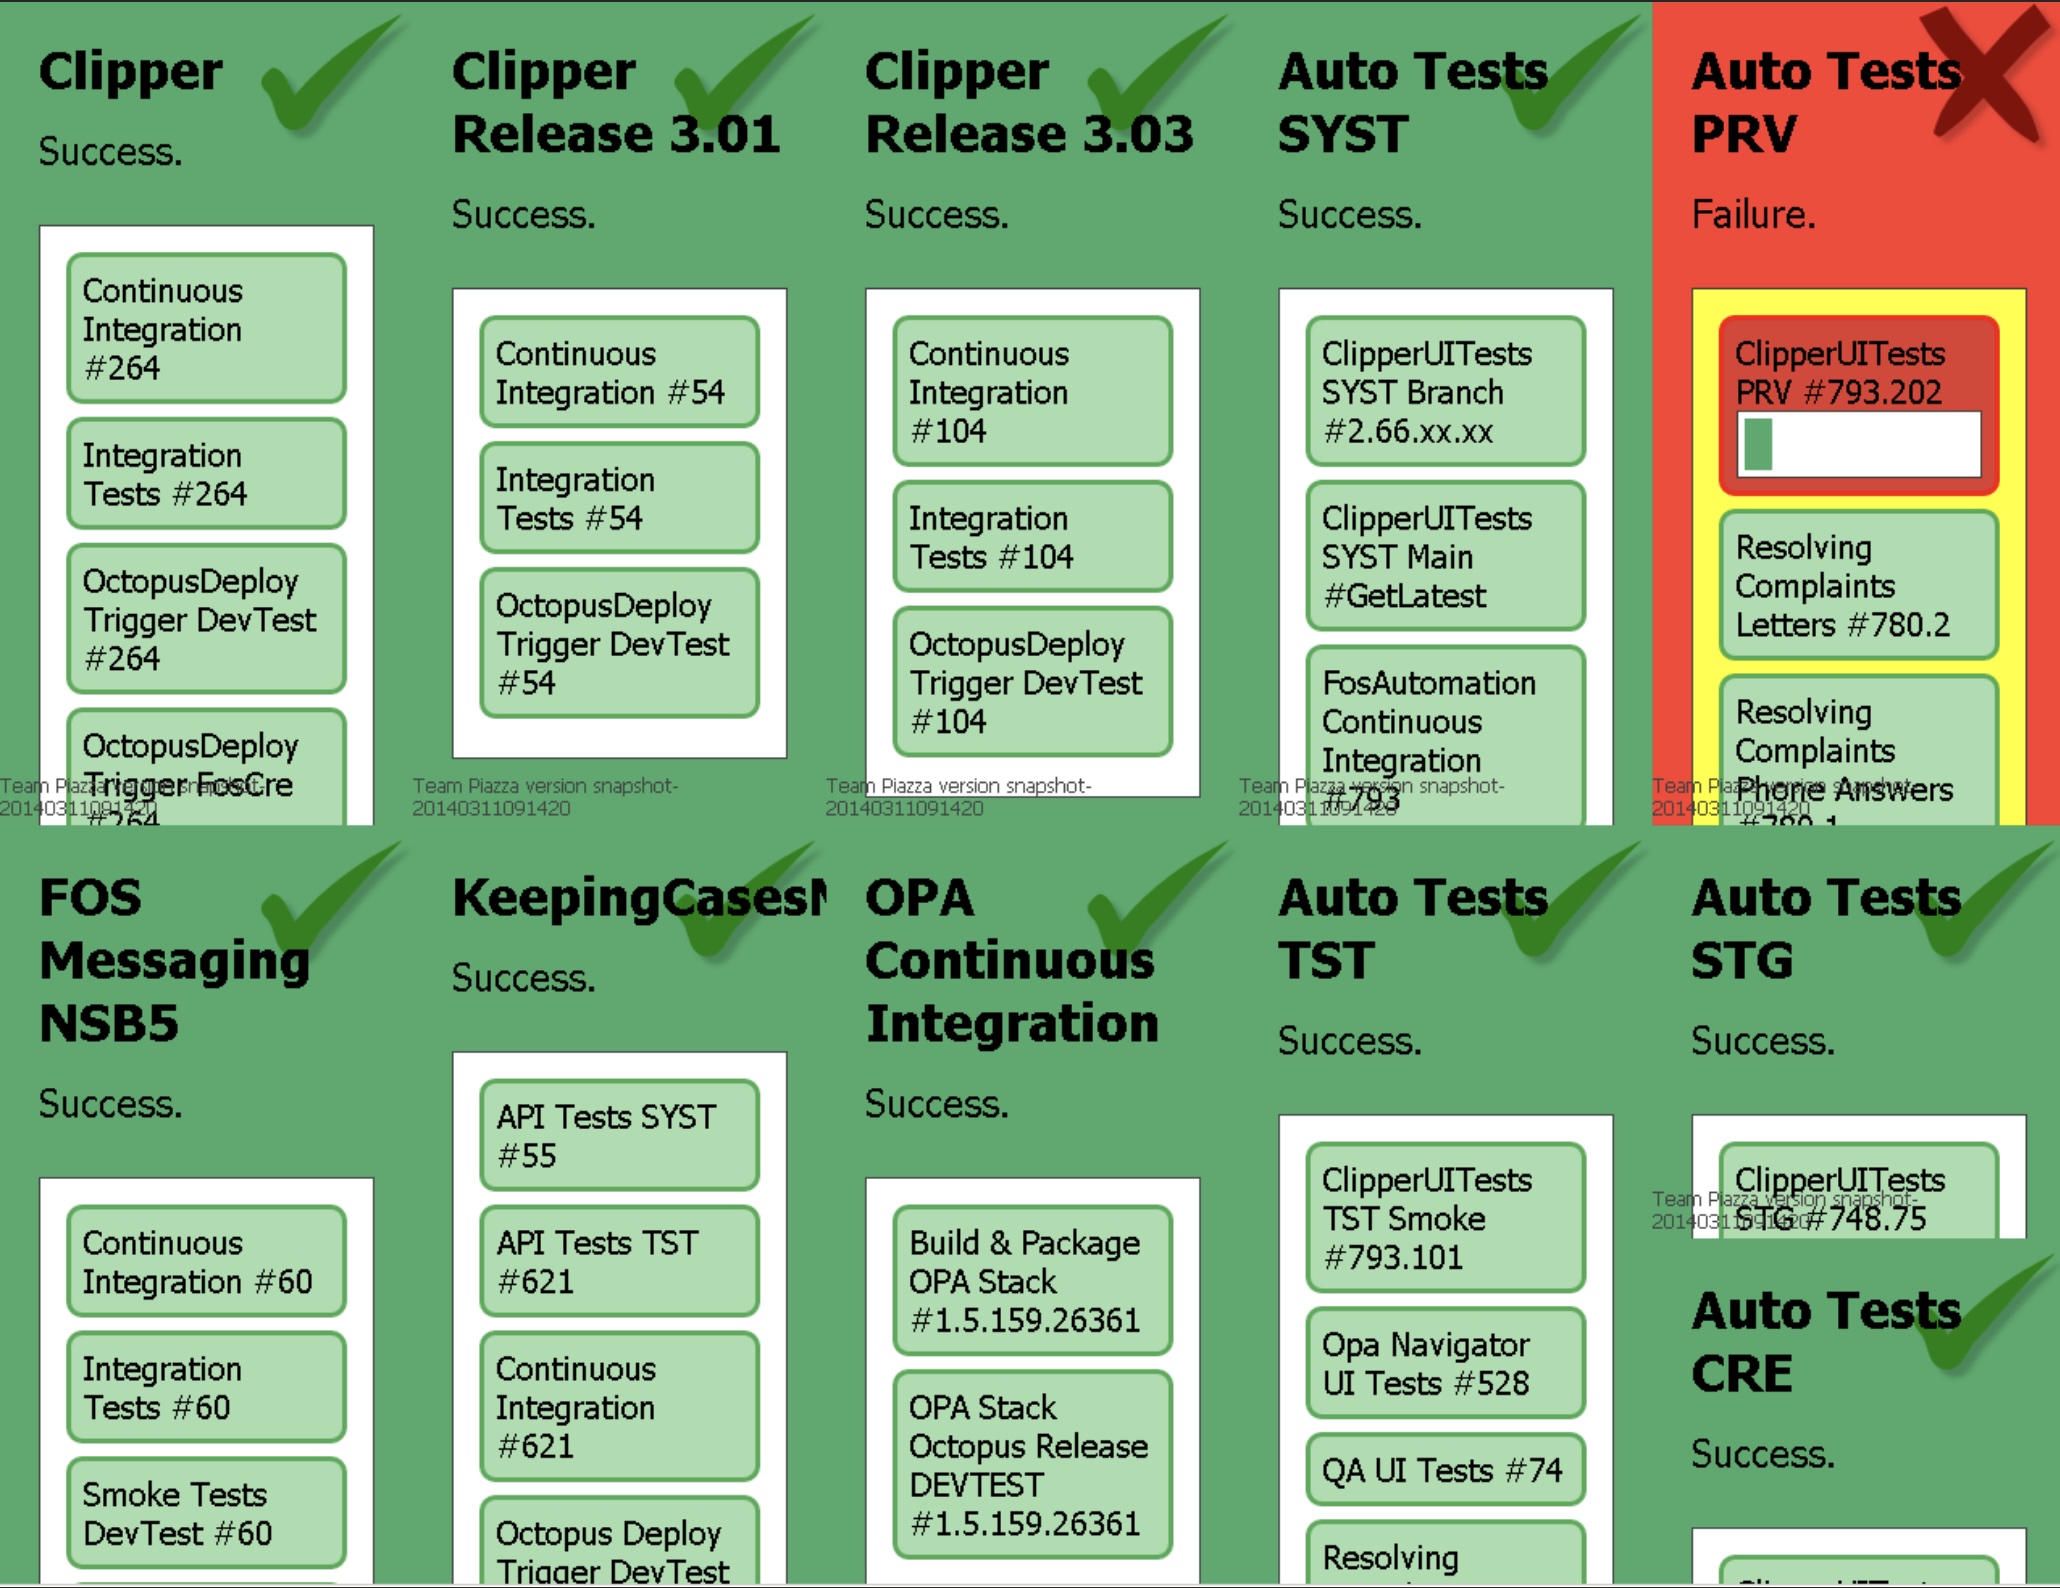 Clipper
Success.
Continuous
Integration
#264
Integration
Tests #264
OctopusDeploy
Trigger DevTest
#264
OctopusDeploy
Trigger FosCre
#264
Team Piazza version snapshot-
20140311091420
Clipper
Release 3.01
Success.
Continuous
Integration #54
Integration
Tests #54
OctopusDeploy
Trigger DevTest
#54
Team Piazza version snapshot-
20140311091420
Clipper
Release 3.03
Success.
Continuous
Integration
#104
Integration
Tests #104
OctopusDeploy
Trigger DevTest
#104
Team Piazza version snapshot-
20140311091420
Auto Tests
SYST
Success.
ClipperUITests
SYST Branch
#2.66.xx.xx
ClipperUITests
SYST Main
#GetLatest
FosAutomation
Continuous
Integration
#793
Team Piazza version snapshot-
20140311091420
Auto Tests
PRV
Failure.
ClipperUITests
PRV #793.202
Resolving
Complaints
Letters #780.2
Resolving
Complaints
Phone Answers
Team Piazza version snapshot-
20140311091420
FOS
Messaging
NSB5
Success.
Continuous
Integration #60
Integration
Tests #60
Smoke Tests
DevTest #60
KeepingCasesM
Success.
API Tests SYST
#55
API Tests TST
#621
Continuous
Integration
#621
Octopus Deploy
Trigger DevTest
OPA
Continuous
Integration
Success.
Build & Package
OPA Stack
#1.5.159.26361
OPA Stack
Octopus Release
DEVTEST
#1.5.159.26361
Auto Tests
TST
Success.
ClipperUITests
TST Smoke
#793.101
Opa Navigator
UI Tests #528
QA UI Tests #74
Resolving
Auto Tests
STG
Success.
ClipperUITests
STG #748.75
Team Piazza version snapshot-
20140311091420
Auto Tests
CRE
Success.